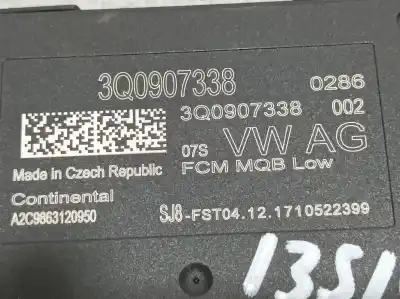 3Q0907338 0286
3Q0907338 002
07S VW AG
Made in Czech Republic FCM MQB Low
Continental
A2C9863120950 SJ8-FST04.12.1710522399